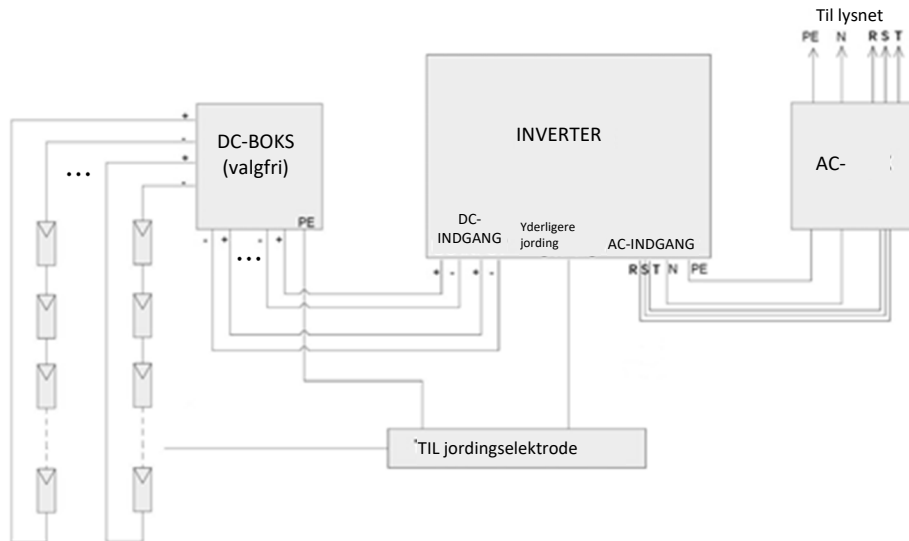 Til lysnet
PE N R S T
DC-BOKS
(valgfri)
PE
+
-
+
-
...
- + ... - +
INVERTER
DC-
INDGANG
Yderligere
jording
AC-INDGANG
+ - + -
R S T N PE
AC-
TIL jordingselektrode